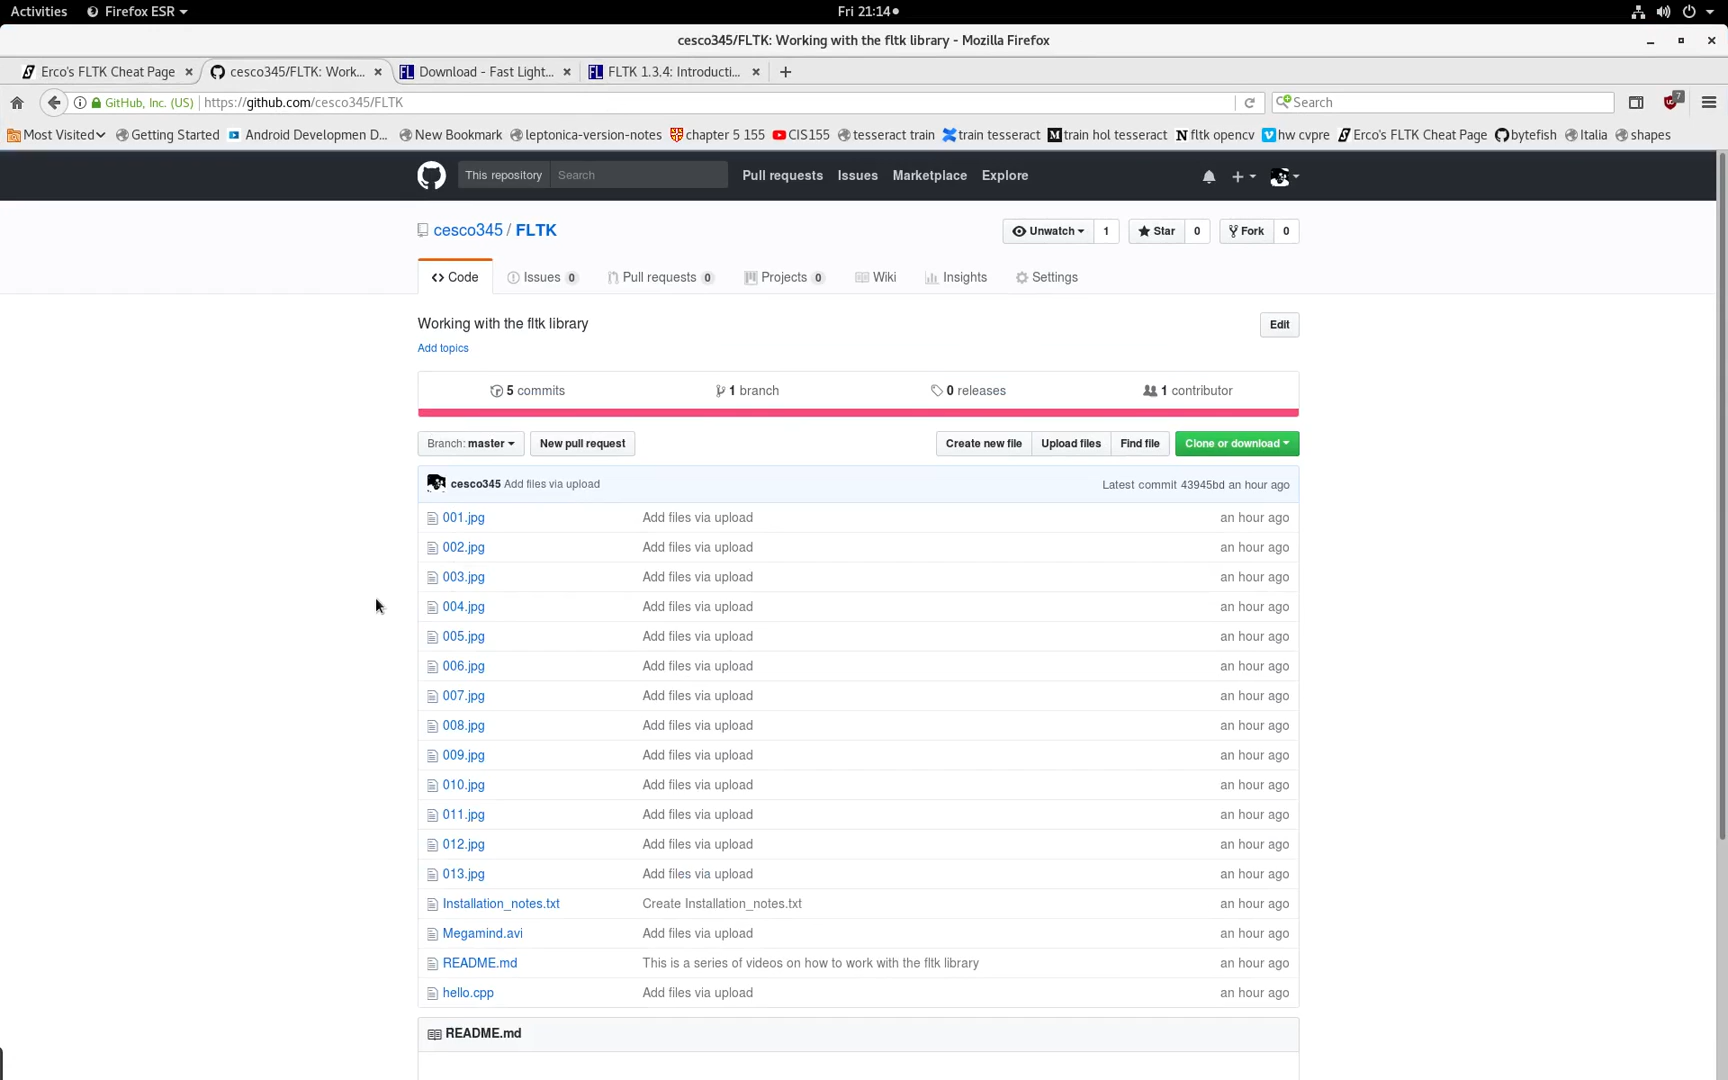 Activities Firefox ESR Fri 21:14
cesco345/FLTK: Working with the fltk library - Mozilla Firefox
Erco's FLTK Cheat Page × cesco345/FLTK: Work... × Download - Fast Light... × FLTK 1.3.4: Introducti... × +
GitHub, Inc. (US) https://github.com/cesco345/FLTK Search 7
Most Visited Getting Started Android Developmen D... New Bookmark leptonica-version-notes chapter 5 155 CIS155 tesseract train train tesseract train hol tesseract fltk opencv hw cvpre Erco's FLTK Cheat Page bytefish Italia shapes
This repository Search Pull requests Issues Marketplace Explore
cesco345 / FLTK Unwatch 1 Star 0 Fork 0
Code Issues 0 Pull requests 0 Projects 0 Wiki Insights Settings
Working with the fltk library Edit
Add topics
5 commits 1 branch 0 releases 1 contributor
Branch: master New pull request Create new file Upload files Find file Clone or download
cesco345 Add files via upload Latest commit 43945bd an hour ago
001.jpg Add files via upload an hour ago
002.jpg Add files via upload an hour ago
003.jpg Add files via upload an hour ago
004.jpg Add files via upload an hour ago
005.jpg Add files via upload an hour ago
006.jpg Add files via upload an hour ago
007.jpg Add files via upload an hour ago
008.jpg Add files via upload an hour ago
009.jpg Add files via upload an hour ago
010.jpg Add files via upload an hour ago
011.jpg Add files via upload an hour ago
012.jpg Add files via upload an hour ago
013.jpg Add files via upload an hour ago
Installation_notes.txt Create Installation_notes.txt an hour ago
Megamind.avi Add files via upload an hour ago
README.md This is a series of videos on how to work with the fltk library an hour ago
hello.cpp Add files via upload an hour ago
README.md